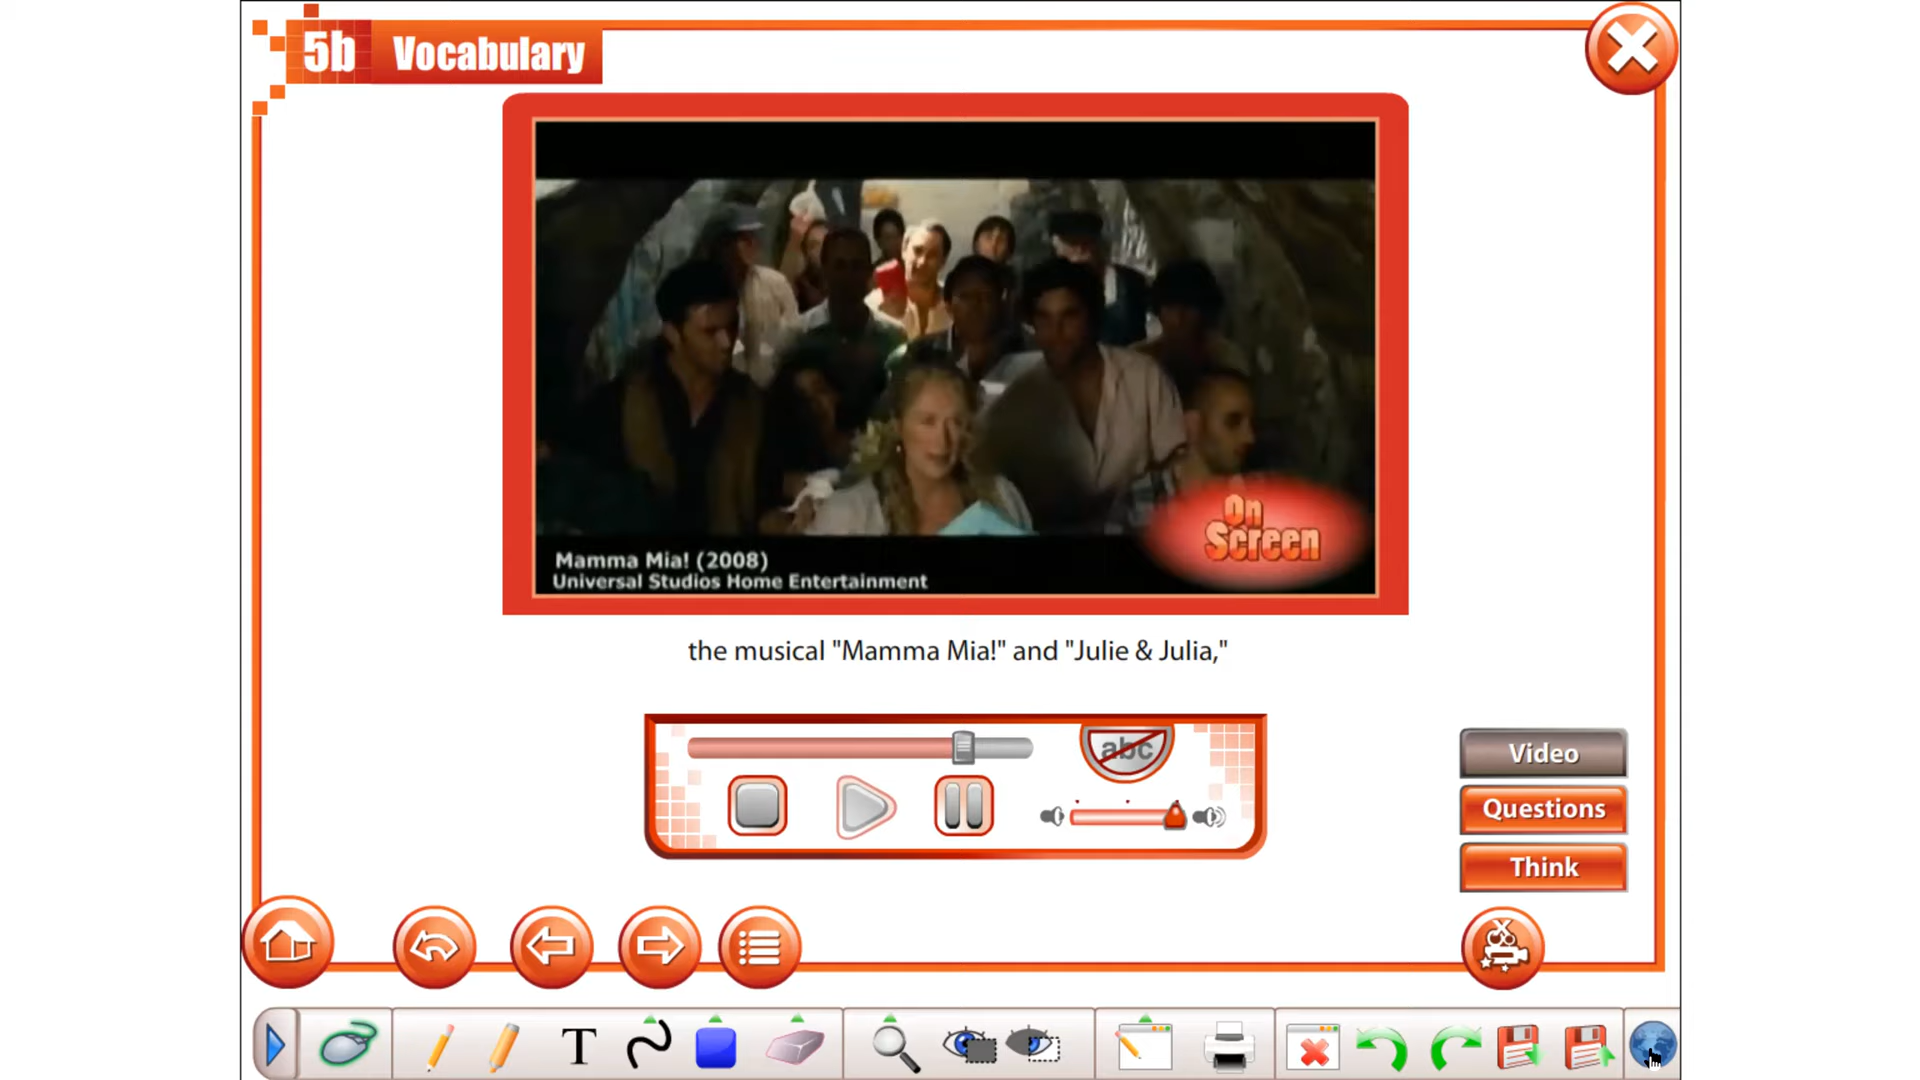 5b Vocabulary
On
Screen
Mamma Mia! (2008)
Universal Studios Home Entertainment
the musical "Mamma Mia!" and "Julie & Julia,"
abc
Video
Questions
Think
T